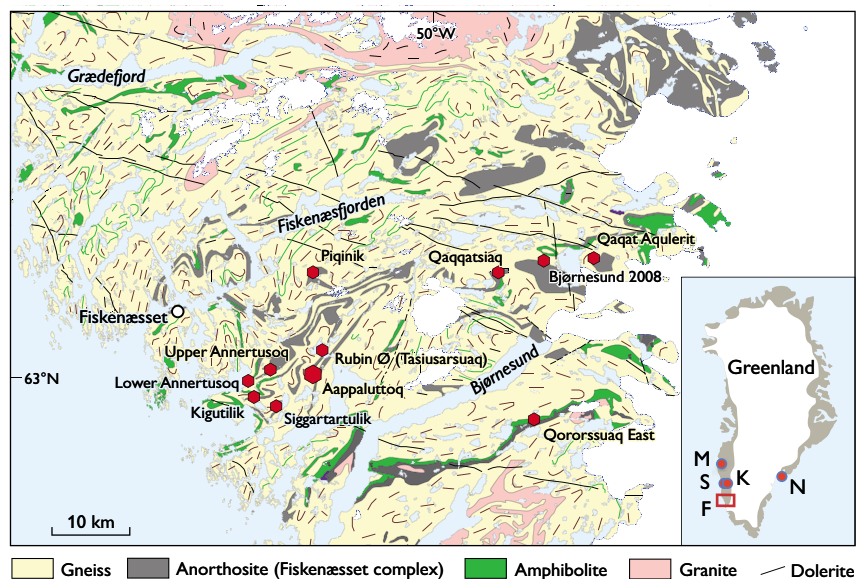 50°W
Grædefjord
Fiskenæsfjorden
Qaqat Aqulerit
Piqinik
Qaqqatsiaq
Bjørnesund 2008
Fiskenæsset
Greenland
Upper Annertusoq
Rubin Ø (Tasiusarsuaq)
Bjørnesund
63°N
Lower Annertusoq
Aappaluttoq
Kigutilik
Siggartartulik
Qororssuaq East
M
S
K
N
F
10 km
Gneiss
Anorthosite (Fiskenæsset complex)
Amphibolite
Granite
Dolerite